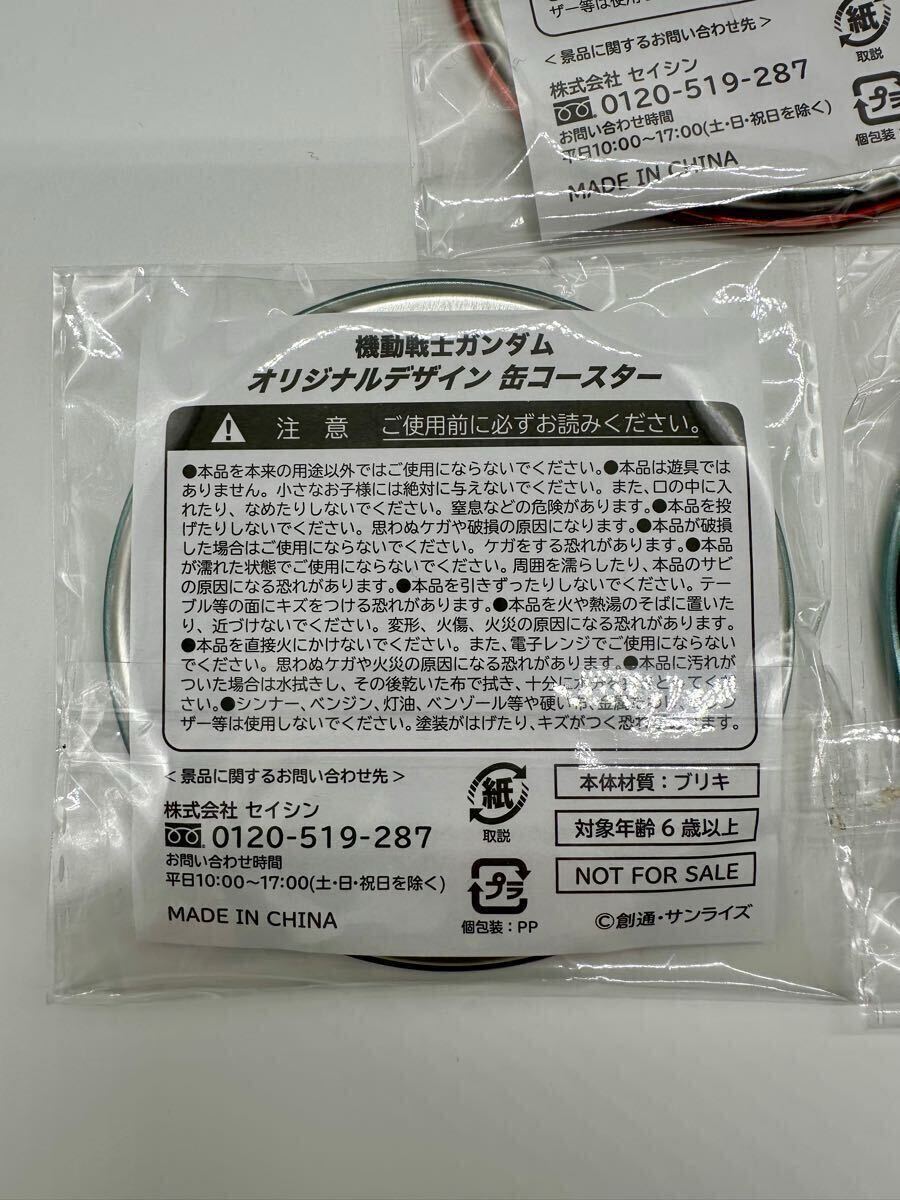 ザー等は使用し
<景品に関するお問い合わせ先>
株式会社 セイシン
0120-519-287
お問い合わせ時間
平日10:00～17:00(土・日・祝日を除く)
MADE IN CHINA
紙
取説
プラ
個包装:
機動戦士ガンダム
オリジナルデザイン 缶コースター
注 意 ご使用前に必ずお読みください。
●本品を本来の用途以外ではご使用にならないでください。●本品は遊具では
ありません。小さなお子様には絶対に与えないでください。また、口の中に入
れたり、なめたりしないでください。窒息などの危険があります。●本品を投
げたりしないでください。思わぬケガや破損の原因になります。●本品が破損
した場合はご使用にならないでください。ケガをする恐れがあります。●本品
が濡れた状態でご使用にならないでください。周囲を濡らしたり、本品のサビ
の原因になる恐れがあります。●本品を引きずったりしないでください。テー
ブル等の面にキズをつける恐れがあります。●本品を火や熱湯のそばに置いた
り、近づけないでください。変形、火傷、火災の原因になる恐れがあります。
●本品を直接火にかけないでください。また、電子レンジでご使用にならない
でください。思わぬケガや火災の原因になる恐れがあります。●本品に汚れが
ついた場合は水拭きし、その後乾いた布で拭き、十分に
さい。●シンナー、ベンジン、灯油、ベンゾール等や硬い
ザー等は使用しないでください。塗装がはげたり、キズがつく恐れがあります。
<景品に関するお問い合わせ先>
株式会社 セイシン
0120-519-287
お問い合わせ時間
平日10:00～17:00(土・日・祝日を除く)
MADE IN CHINA
紙
取説
プラ
個包装:PP
本体材質:ブリキ
対象年齢 6 歳以上
NOT FOR SALE
©創通・サンライズ